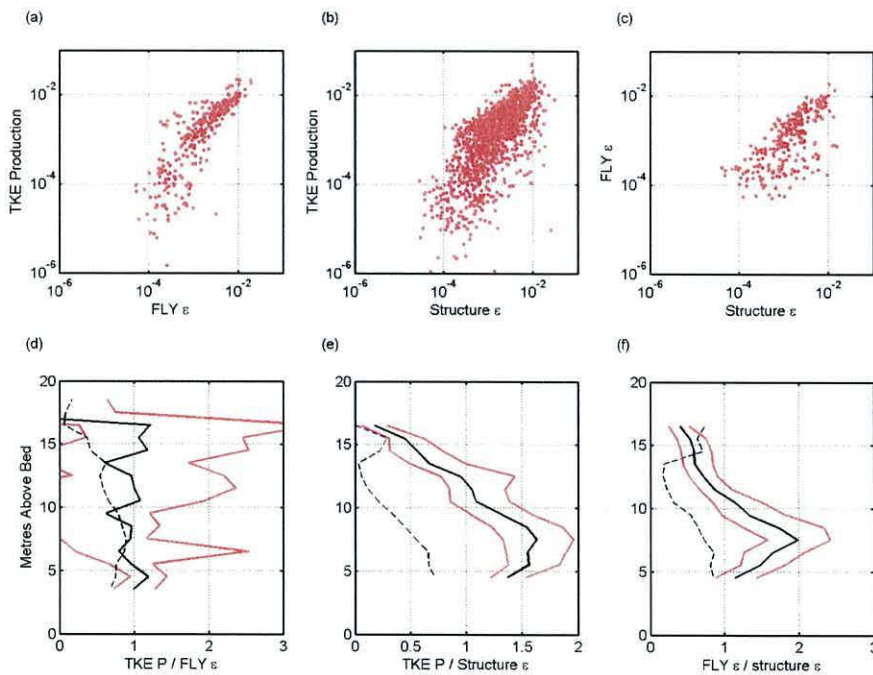 (a)
(b)
(c)
TKE Production
10^-2
10^-4
10^-6
10^-6
10^-4
10^-2
FLY ε
TKE Production
10^-2
10^-4
10^-6
10^-6
10^-4
10^-2
Structure ε
FLY ε
10^-2
10^-4
10^-6
10^-6
10^-4
10^-2
Structure ε
(d)
(e)
(f)
Metres Above Bed
20
15
10
5
0
0
1
2
3
TKE P / FLY ε
20
15
10
5
0
0
0.5
1
1.5
2
TKE P / Structure ε
20
15
10
5
0
0
1
2
3
FLY ε / structure ε